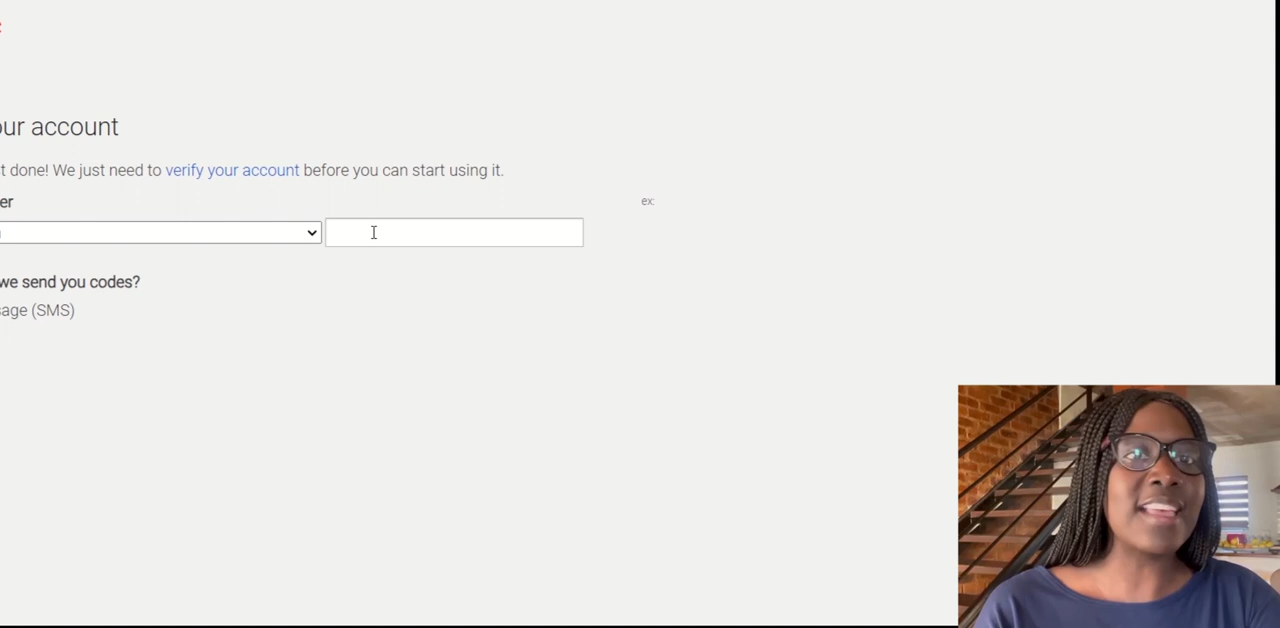 our account
t done! We just need to verify your account before you can start using it.
er
ex:
we send you codes?
sage (SMS)